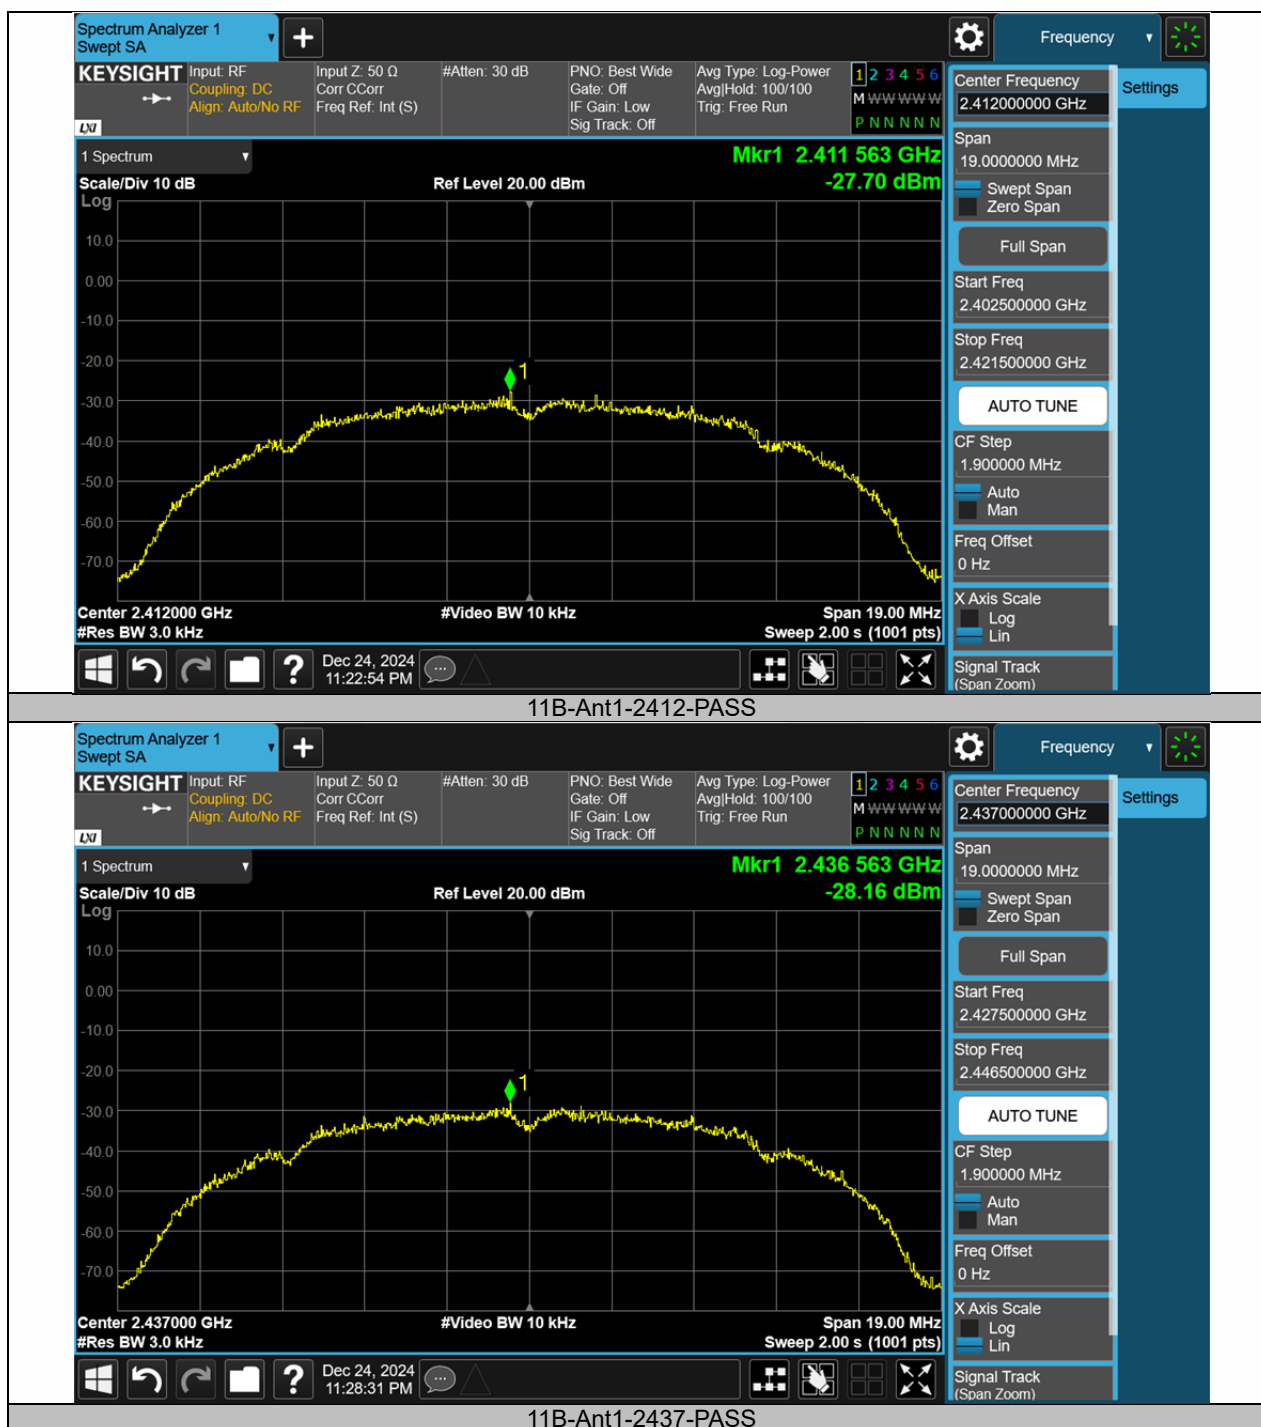 Spectrum Analyzer 1
Swept SA
Frequency
KEYSIGHT
LXI
Input: RF
Coupling: DC
Align: Auto/No RF
Input Z: 50 Ω
Corr CCorr
Freq Ref: Int (S)
#Atten: 30 dB
PNO: Best Wide
Gate: Off
IF Gain: Low
Sig Track: Off
Avg Type: Log-Power
Avg|Hold: 100/100
Trig: Free Run
1 2 3 4 5 6
M W W W W W
P N N N N N
1 Spectrum
Mkr1 2.411 563 GHz
Scale/Div 10 dB
Ref Level 20.00 dBm
-27.70 dBm
Log
10.0
0.00
-10.0
-20.0
-30.0
-40.0
-50.0
-60.0
-70.0
1
Center 2.412000 GHz
#Video BW 10 kHz
Span 19.00 MHz
#Res BW 3.0 kHz
Sweep 2.00 s (1001 pts)
?
Dec 24, 2024
11:22:54 PM
Center Frequency
2.412000000 GHz
Settings
Span
19.0000000 MHz
Swept Span
Zero Span
Full Span
Start Freq
2.402500000 GHz
Stop Freq
2.421500000 GHz
AUTO TUNE
CF Step
1.900000 MHz
Auto
Man
Freq Offset
0 Hz
X Axis Scale
Log
Lin
Signal Track
(Span Zoom)
11B-Ant1-2412-PASS
Spectrum Analyzer 1
Swept SA
Frequency
KEYSIGHT
LXI
Input: RF
Coupling: DC
Align: Auto/No RF
Input Z: 50 Ω
Corr CCorr
Freq Ref: Int (S)
#Atten: 30 dB
PNO: Best Wide
Gate: Off
IF Gain: Low
Sig Track: Off
Avg Type: Log-Power
Avg|Hold: 100/100
Trig: Free Run
1 2 3 4 5 6
M W W W W W
P N N N N N
1 Spectrum
Mkr1 2.436 563 GHz
Scale/Div 10 dB
Ref Level 20.00 dBm
-28.16 dBm
Log
10.0
0.00
-10.0
-20.0
-30.0
-40.0
-50.0
-60.0
-70.0
1
Center 2.437000 GHz
#Video BW 10 kHz
Span 19.00 MHz
#Res BW 3.0 kHz
Sweep 2.00 s (1001 pts)
?
Dec 24, 2024
11:28:31 PM
Center Frequency
2.437000000 GHz
Settings
Span
19.0000000 MHz
Swept Span
Zero Span
Full Span
Start Freq
2.427500000 GHz
Stop Freq
2.446500000 GHz
AUTO TUNE
CF Step
1.900000 MHz
Auto
Man
Freq Offset
0 Hz
X Axis Scale
Log
Lin
Signal Track
(Span Zoom)
11B-Ant1-2437-PASS